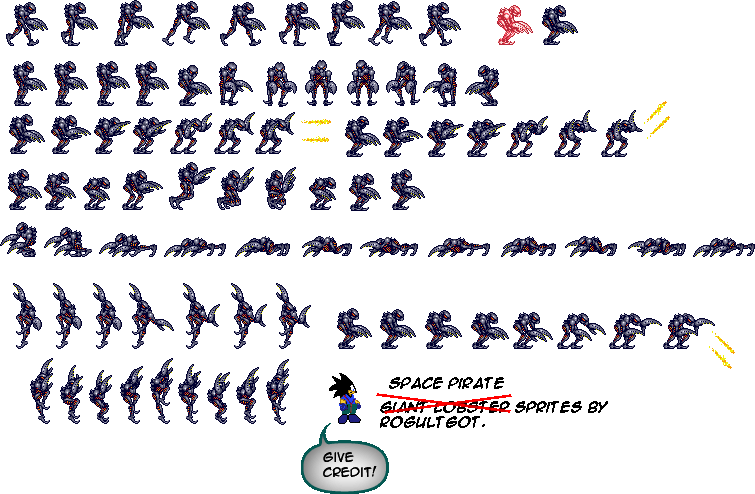 SPACE PIRATE
GIANT LOBSTER SPRITES BY
ROGULTGOT.
GIVE
CREDIT!